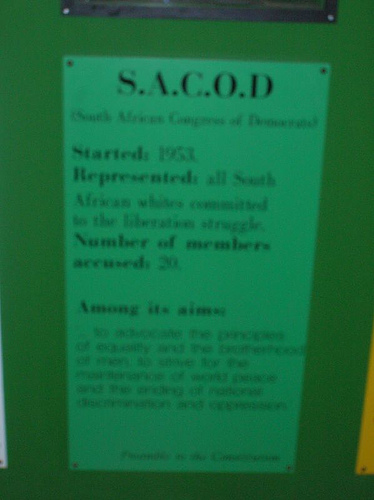 S.A.C.O.D
(South African Congress of Democrats)
Started: 1953.
Represented: all South
African whites committed
to the liberation struggle.
Number of members
accused: 20.
Among its aims:
... to advocate the principles
of equality and the brotherhood
of men, to strive for the
maintenance of world peace
and the ending of national
discrimination and oppression.
Preamble to the Constitution